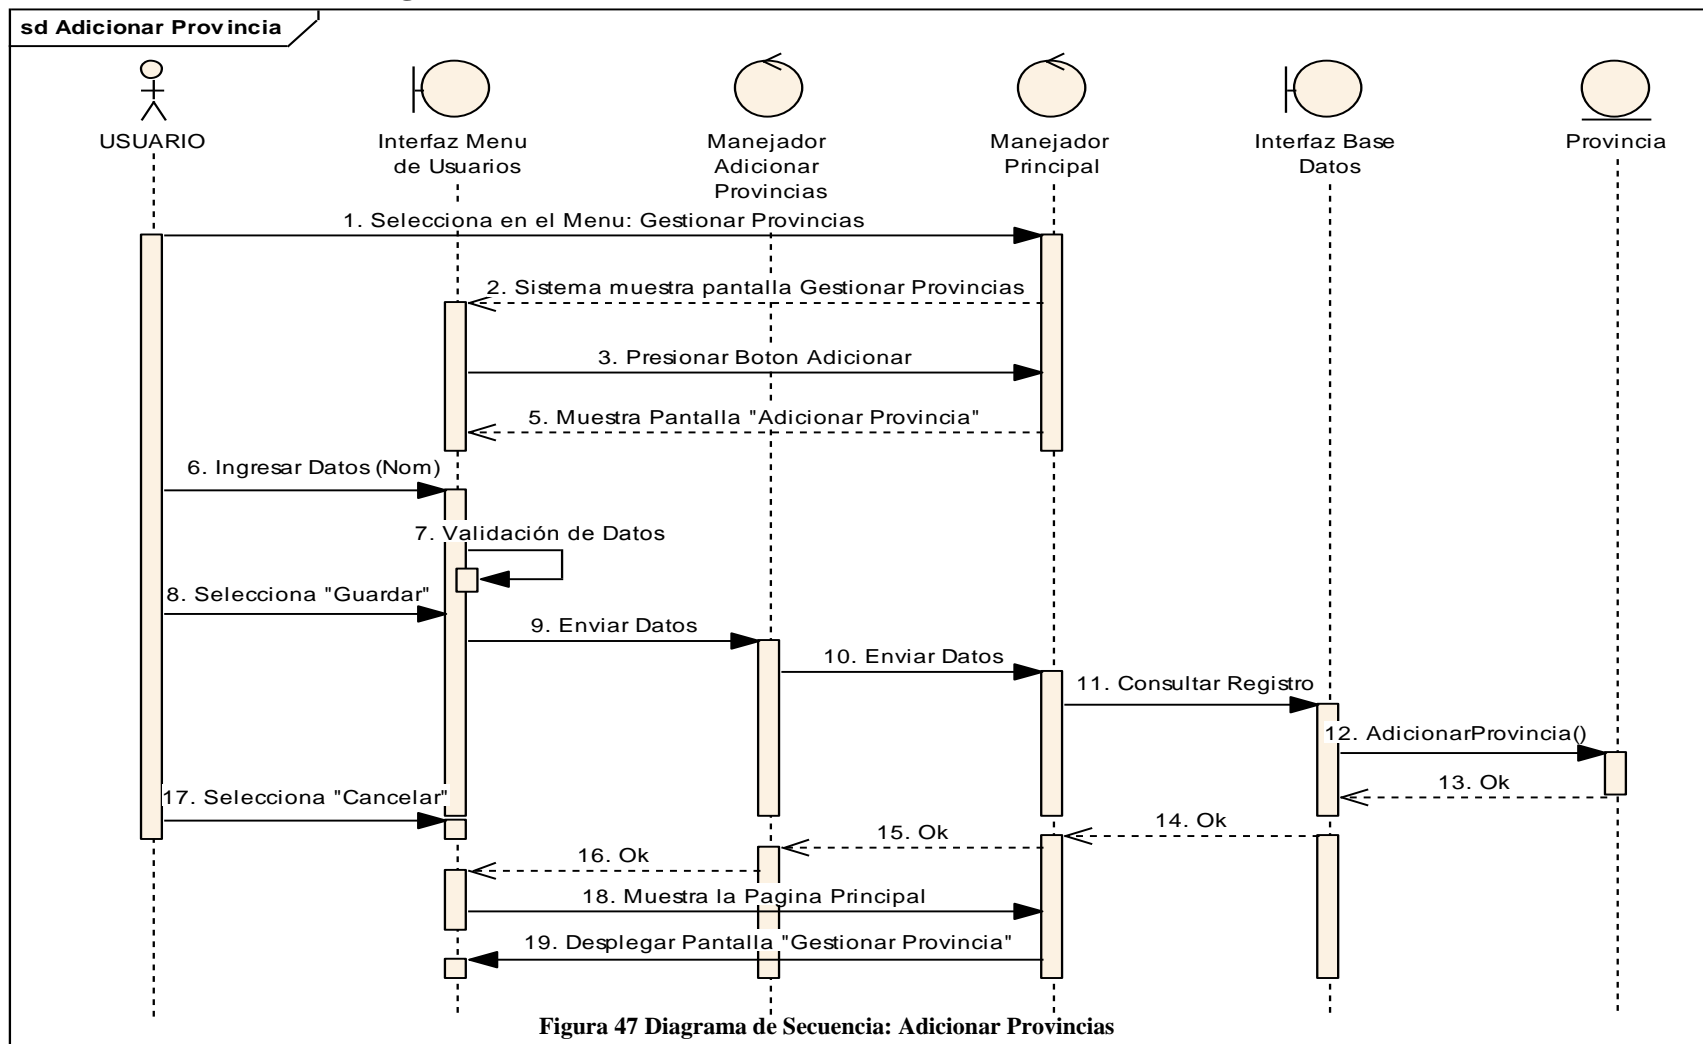 sd Adicionar Provincia
USUARIO
Interfaz Menu
de Usuarios
Manejador
Adicionar
Provincias
Manejador
Principal
Interfaz Base
Datos
Provincia
1. Selecciona en el Menu: Gestionar Provincias
2. Sistema muestra pantalla Gestionar Provincias
3. Presionar Boton Adicionar
5. Muestra Pantalla "Adicionar Provincia"
6. Ingresar Datos (Nom)
7. Validación de Datos
8. Selecciona "Guardar"
9. Enviar Datos
10. Enviar Datos
11. Consultar Registro
12. AdicionarProvincia()
13. Ok
17. Selecciona "Cancelar"
14. Ok
15. Ok
16. Ok
18. Muestra la Pagina Principal
19. Desplegar Pantalla "Gestionar Provincia"
Figura 47 Diagrama de Secuencia: Adicionar Provincias